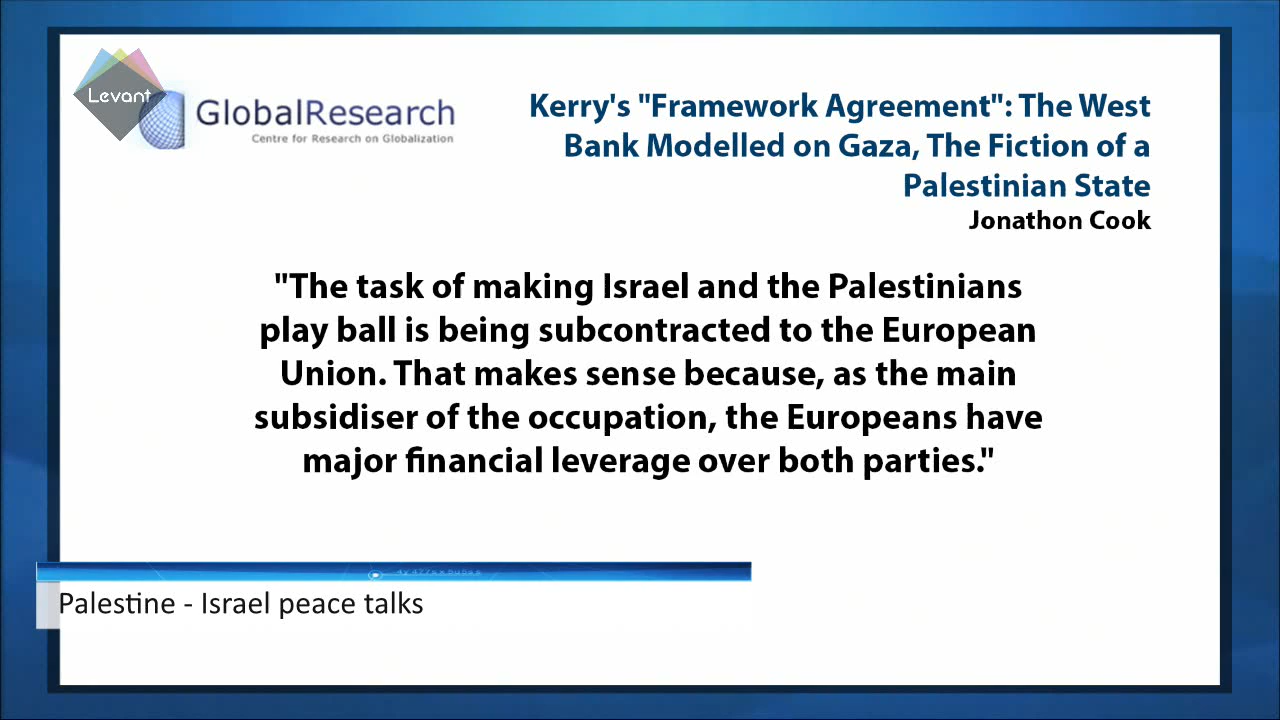 Levant
GlobalResearch
Centre for Research on Globalization
Kerry's "Framework Agreement": The West
Bank Modelled on Gaza, The Fiction of a
Palestinian State
Jonathon Cook
"The task of making Israel and the Palestinians
play ball is being subcontracted to the European
Union. That makes sense because, as the main
subsidiser of the occupation, the Europeans have
major financial leverage over both parties."
Palestine - Israel peace talks